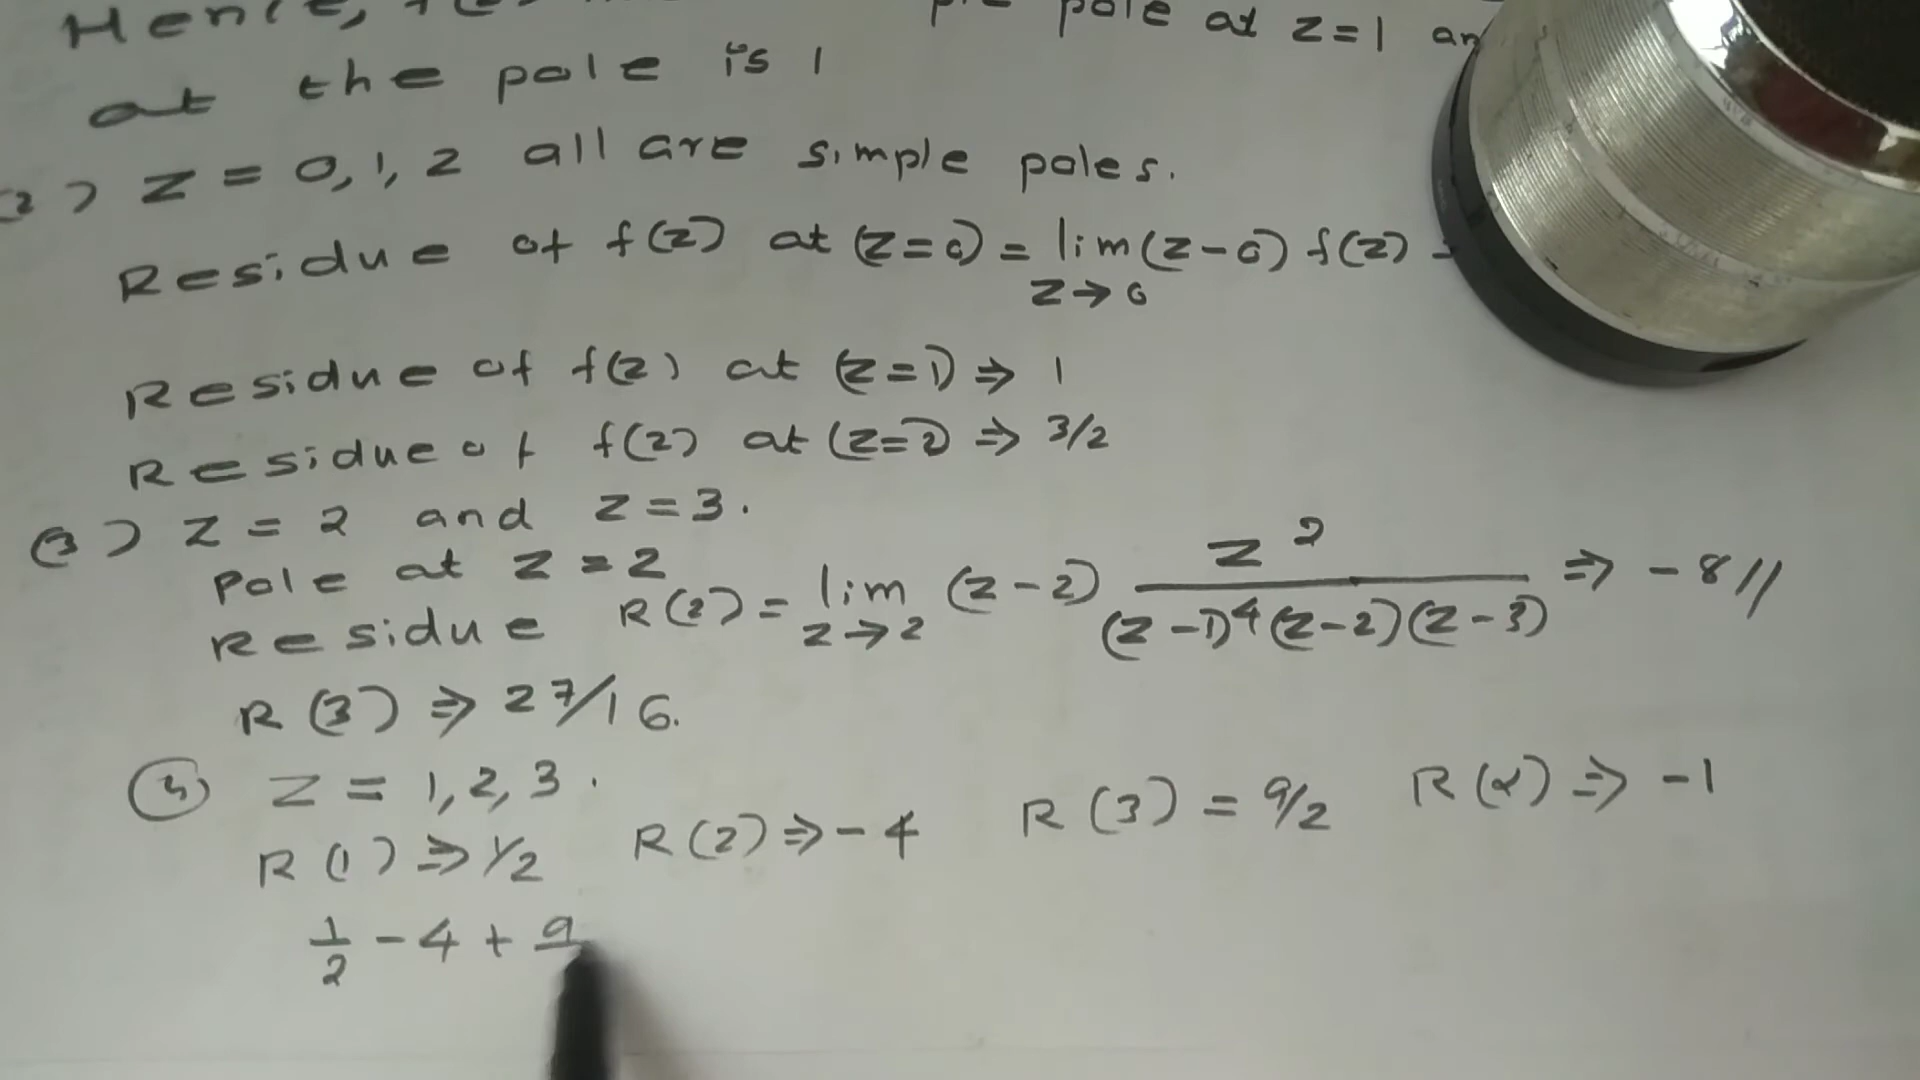 Hence,
pole at z=1
at the pole is 1
(2) z = 0, 1, 2 all are simple poles.
Residue of f(z) at (z=0) = lim (z-0) f(z)
z→0
Residue of f(z) at (z=1) ⇒ 1
Residue of f(z) at (z=2) ⇒ 3/2
(3) z = 2 and z = 3.
Pole at z = 2
Residue R(2) = lim z→2 (z-2) z²/((z-1)⁴(z-2)(z-3)) ⇒ -8//
R(3) ⇒ 27/16.
z = 1, 2, 3.
R(1) ⇒ 1/2 R(2) ⇒ -4 R(3) = 9/2 R(α) ⇒ -1
1/2 - 4 + 9